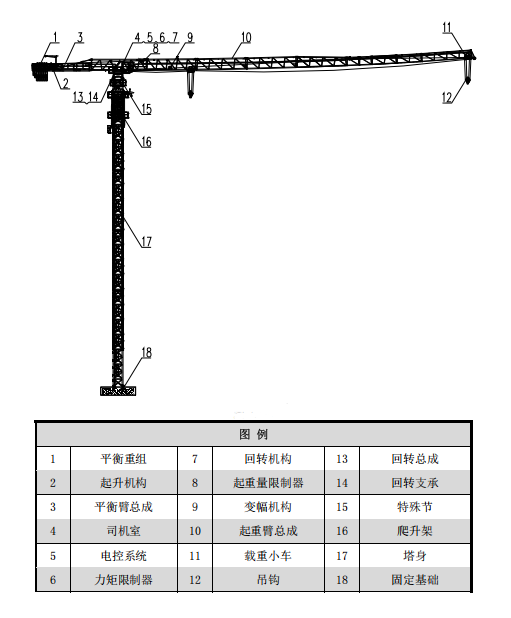 1 3 4、5、6、7 9 10 11
8
2
13、14 15
12
16
17
18
图 例
1 平衡重组 7 回转机构 13 回转总成
2 起升机构 8 起重量限制器 14 回转支承
3 平衡臂总成 9 变幅机构 15 特殊节
4 司机室 10 起重臂总成 16 爬升架
5 电控系统 11 载重小车 17 塔身
6 力矩限制器 12 吊钩 18 固定基础